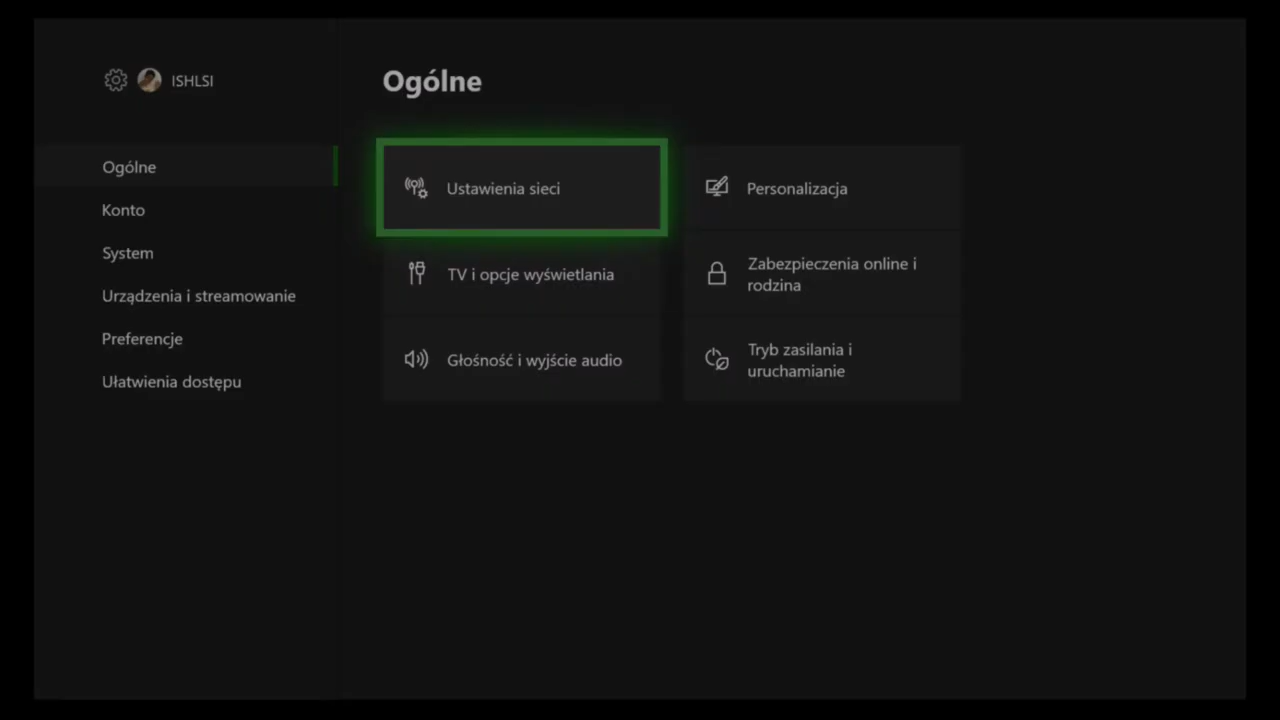 ISHLSI
Ogólne
Konto
System
Urządzenia i streamowanie
Preferencje
Ułatwienia dostępu
Ogólne
Ustawienia sieci
Personalizacja
TV i opcje wyświetlania
Zabezpieczenia online i
rodzina
Głośność i wyjście audio
Tryb zasilania i
uruchamianie